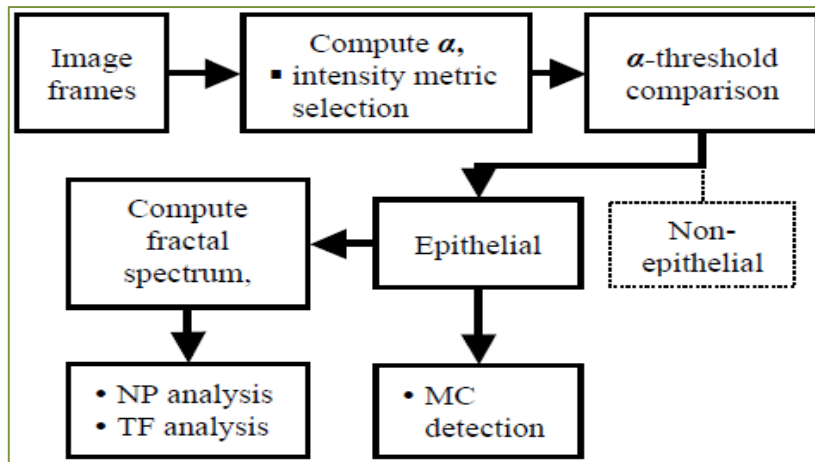 Image
frames
Compute α,
▪ intensity metric
selection
α-threshold
comparison
Compute
fractal
spectrum,
Epithelial
Non-
epithelial
• NP analysis
• TF analysis
• MC
detection